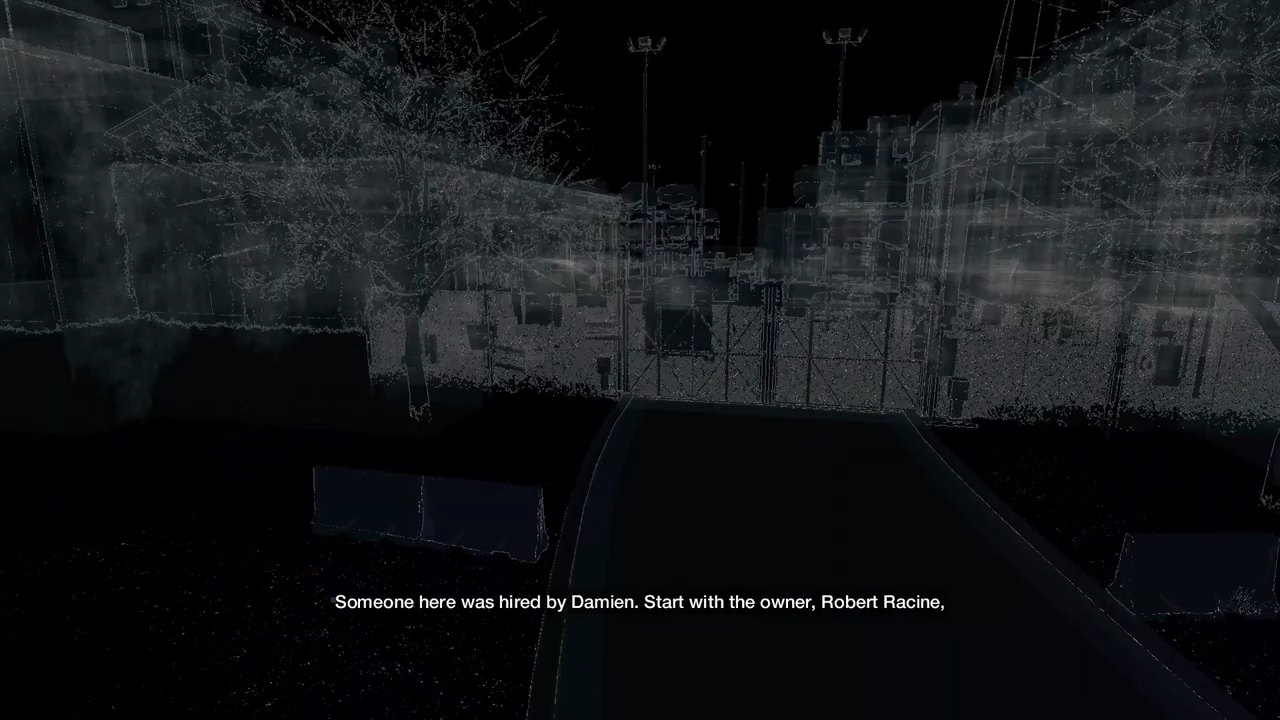 Someone here was hired by Damien. Start with the owner, Robert Racine,